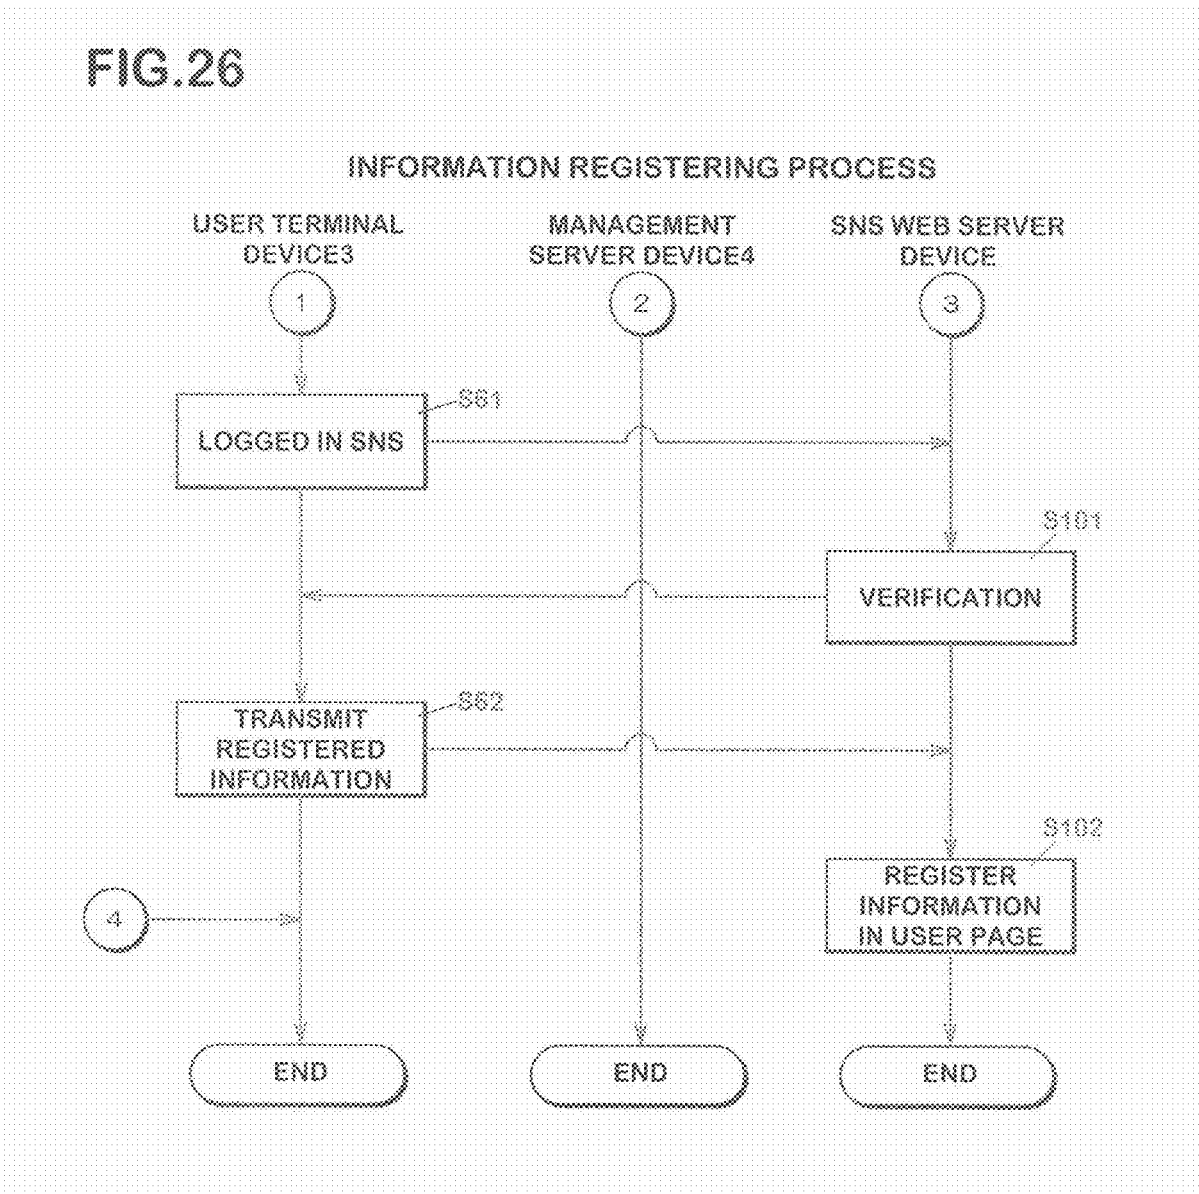 FIG.26
INFORMATION REGISTERING PROCESS
USER TERMINAL
DEVICE3
MANAGEMENT
SERVER DEVICE4
SNS WEB SERVER
DEVICE
1
2
3
S61
LOGGED IN SNS
S101
VERIFICATION
S62
TRANSMIT
REGISTERED
INFORMATION
S102
REGISTER
INFORMATION
IN USER PAGE
4
END
END
END